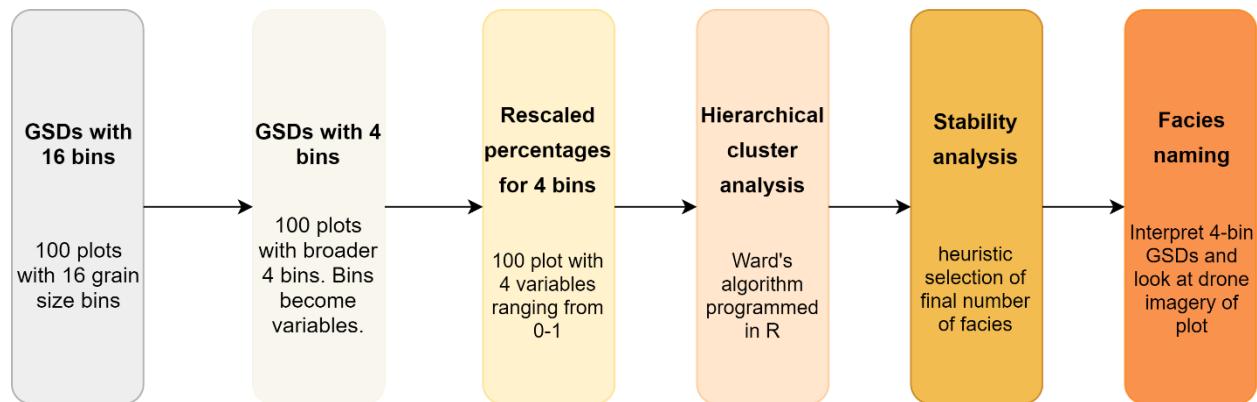 GSDs with
16 bins
100 plots
with 16 grain
size bins
GSDs with 4
bins
100 plots
with broader
4 bins. Bins
become
variables.
Rescaled
percentages
for 4 bins
100 plot with
4 variables
ranging from
0-1
Hierarchical
cluster
analysis
Ward's
algorithm
programmed
in R
Stability
analysis
heuristic
selection of
final number
of facies
Facies
naming
Interpret 4-bin
GSDs and
look at drone
imagery of
plot